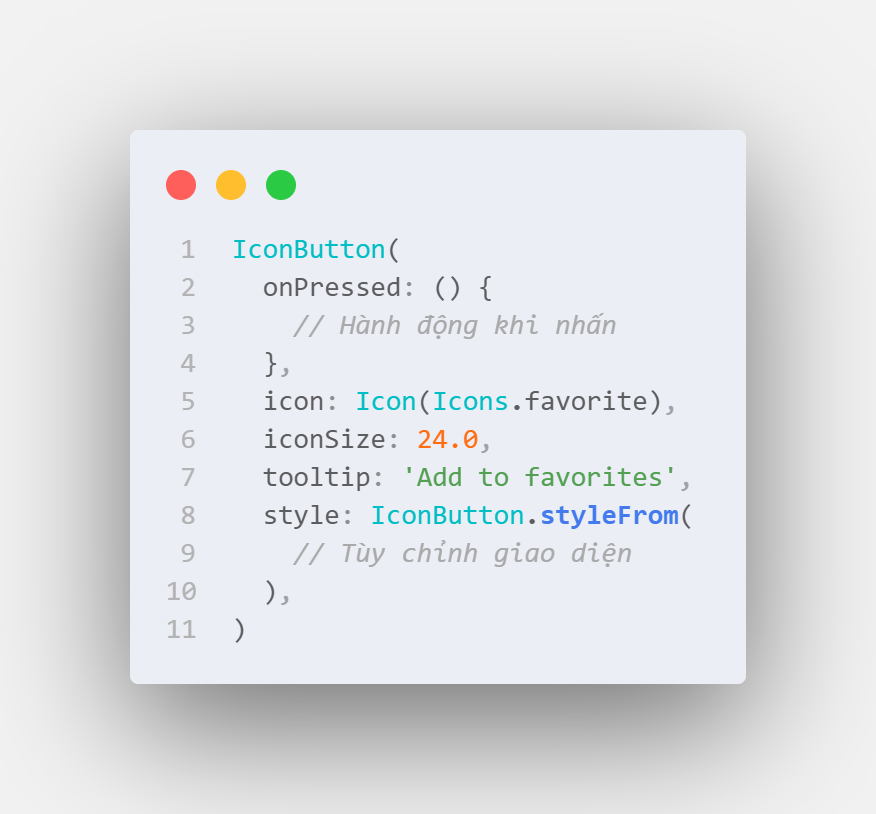 1 IconButton(
2   onPressed: () {
3     // Hành động khi nhấn
4   },
5   icon: Icon(Icons.favorite),
6   iconSize: 24.0,
7   tooltip: 'Add to favorites',
8   style: IconButton.styleFrom(
9     // Tùy chỉnh giao diện
10   ),
11 )